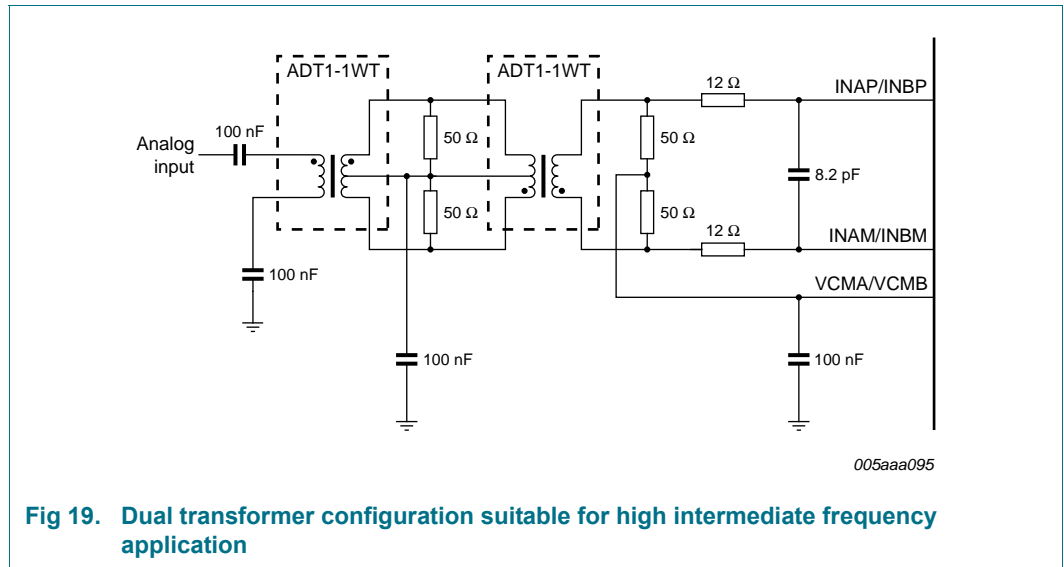 ADT1-1WT
ADT1-1WT
12 Ω
INAP/INBP
Analog
input
100 nF
50 Ω
50 Ω
8.2 pF
50 Ω
50 Ω
12 Ω
INAM/INBM
100 nF
VCMA/VCMB
100 nF
100 nF
005aaa095
Fig 19. Dual transformer configuration suitable for high intermediate frequency
application